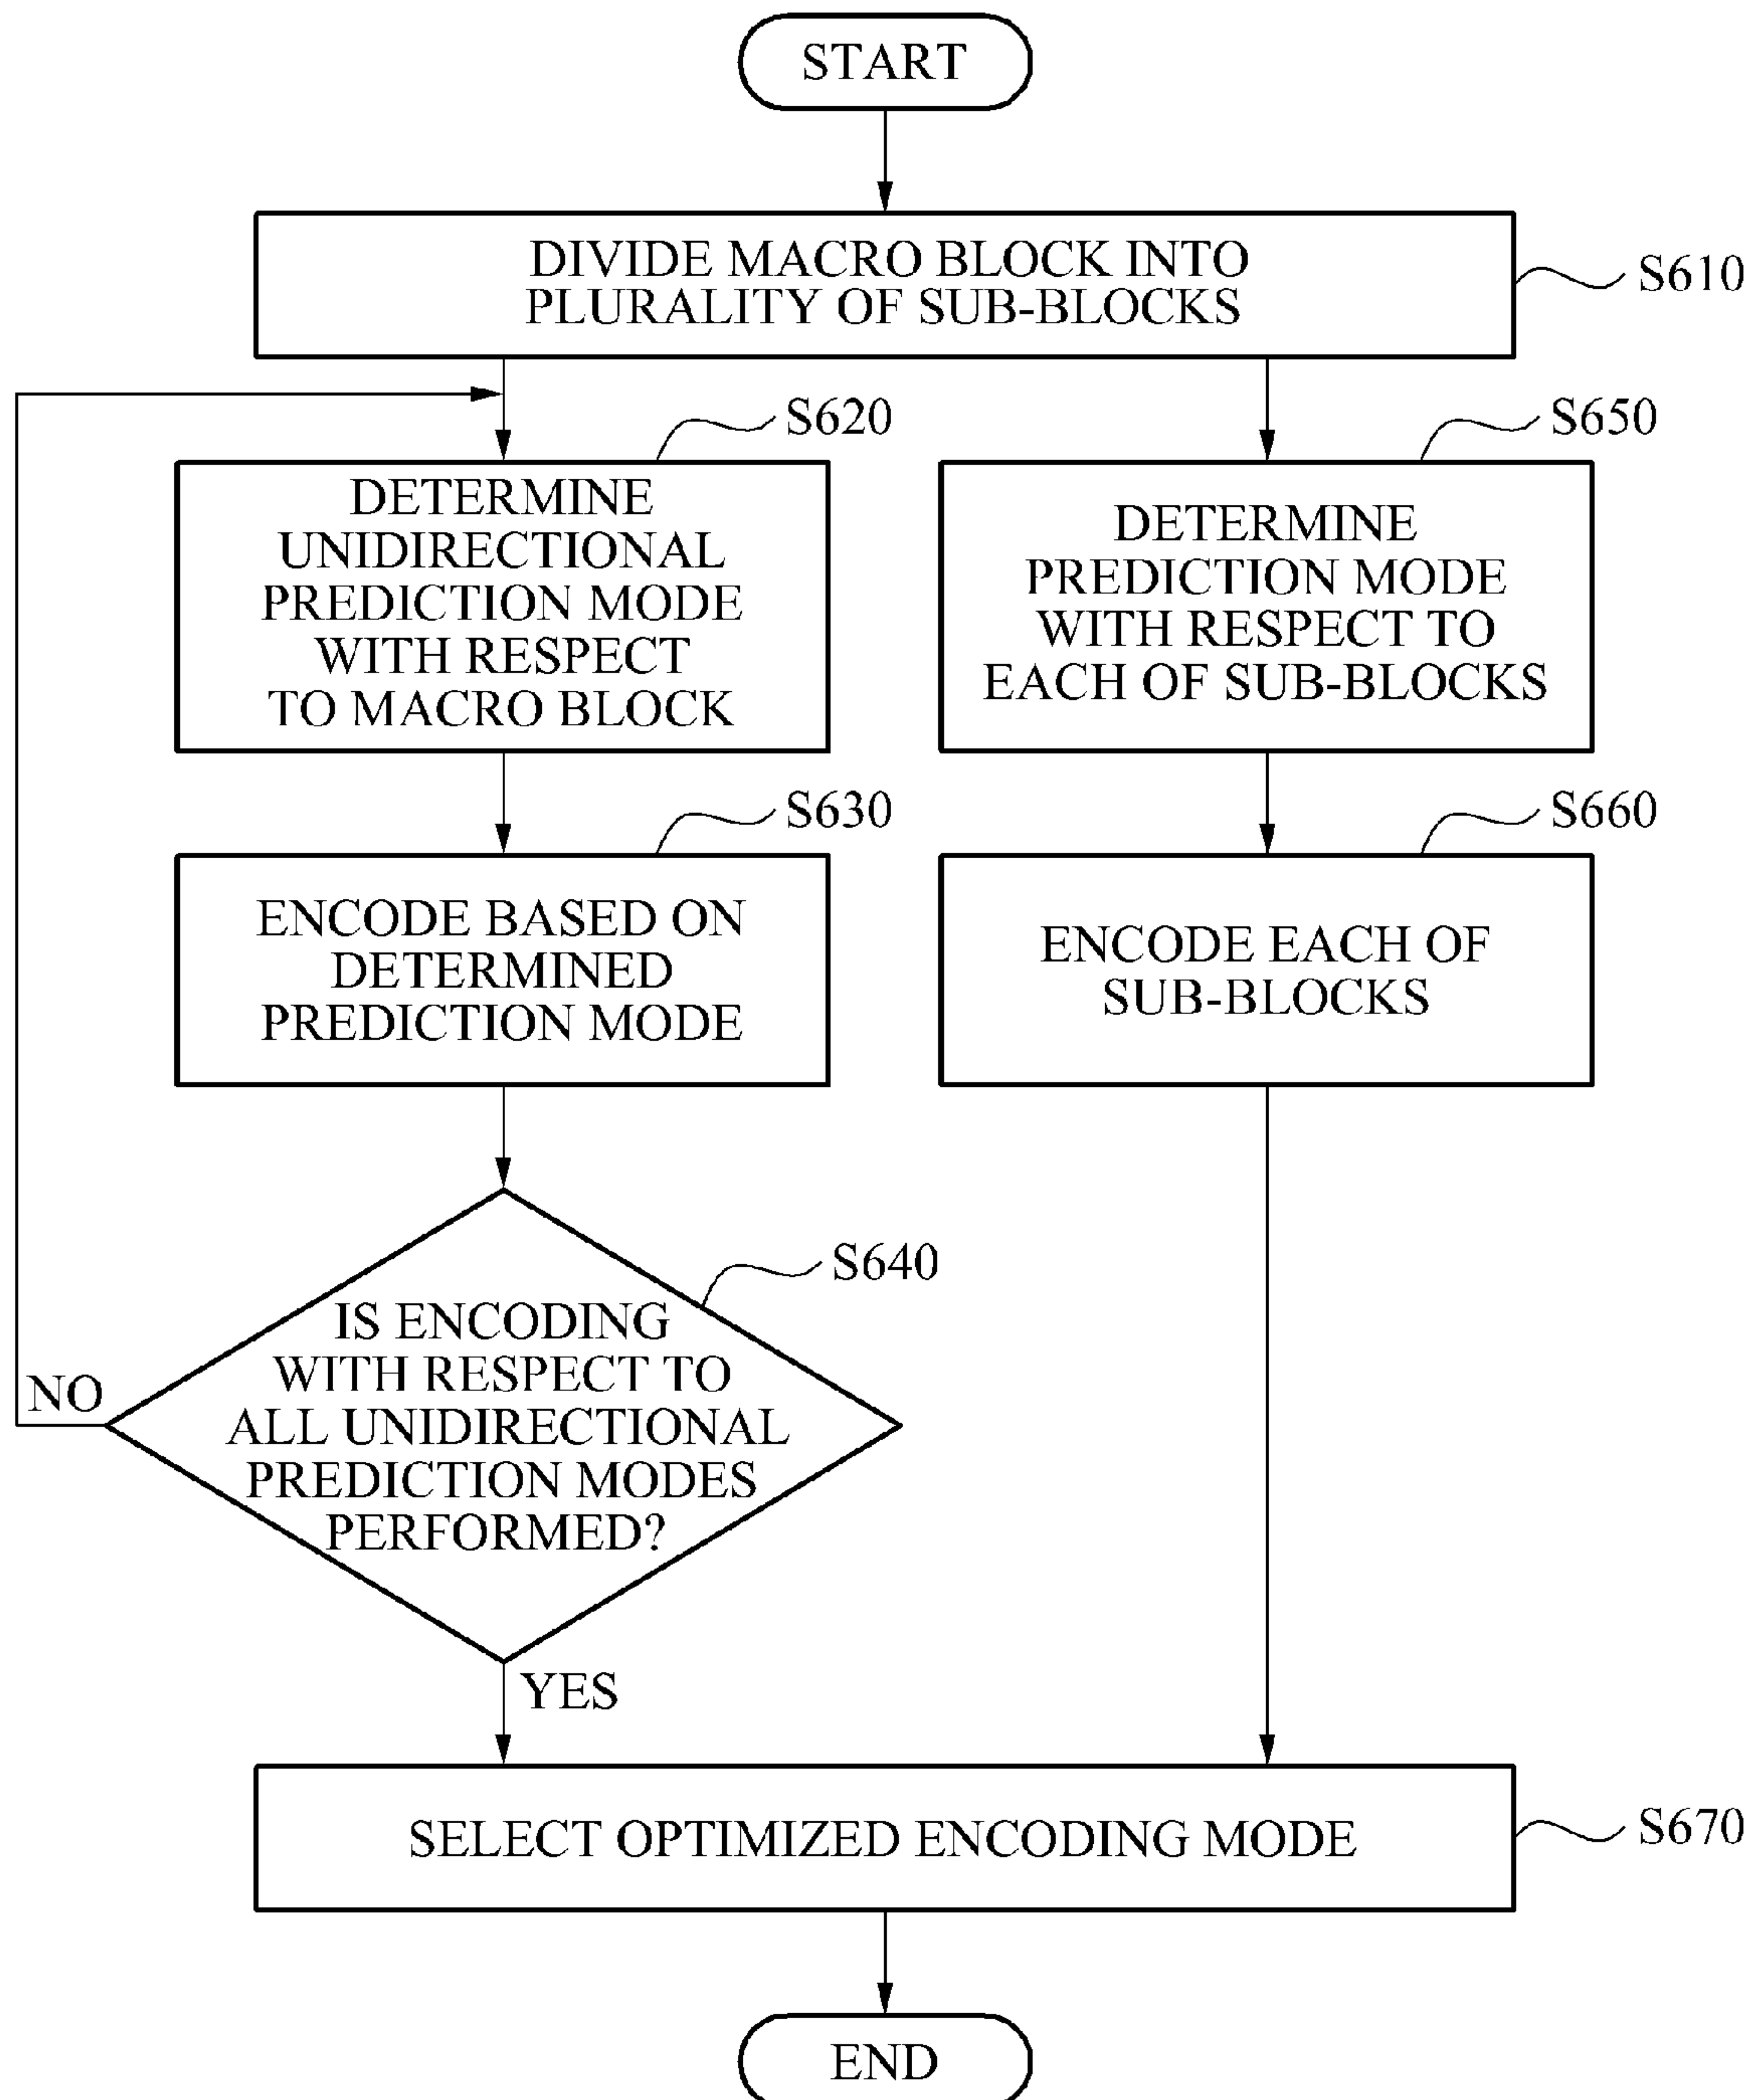 START
DIVIDE MACRO BLOCK INTO
PLURALITY OF SUB-BLOCKS
S610
S620
DETERMINE
UNIDIRECTIONAL
PREDICTION MODE
WITH RESPECT
TO MACRO BLOCK
S650
DETERMINE
PREDICTION MODE
WITH RESPECT TO
EACH OF SUB-BLOCKS
S630
ENCODE BASED ON
DETERMINED
PREDICTION MODE
S660
ENCODE EACH OF
SUB-BLOCKS
S640
IS ENCODING
WITH RESPECT TO
ALL UNIDIRECTIONAL
PREDICTION MODES
PERFORMED?
NO
YES
SELECT OPTIMIZED ENCODING MODE
S670
END